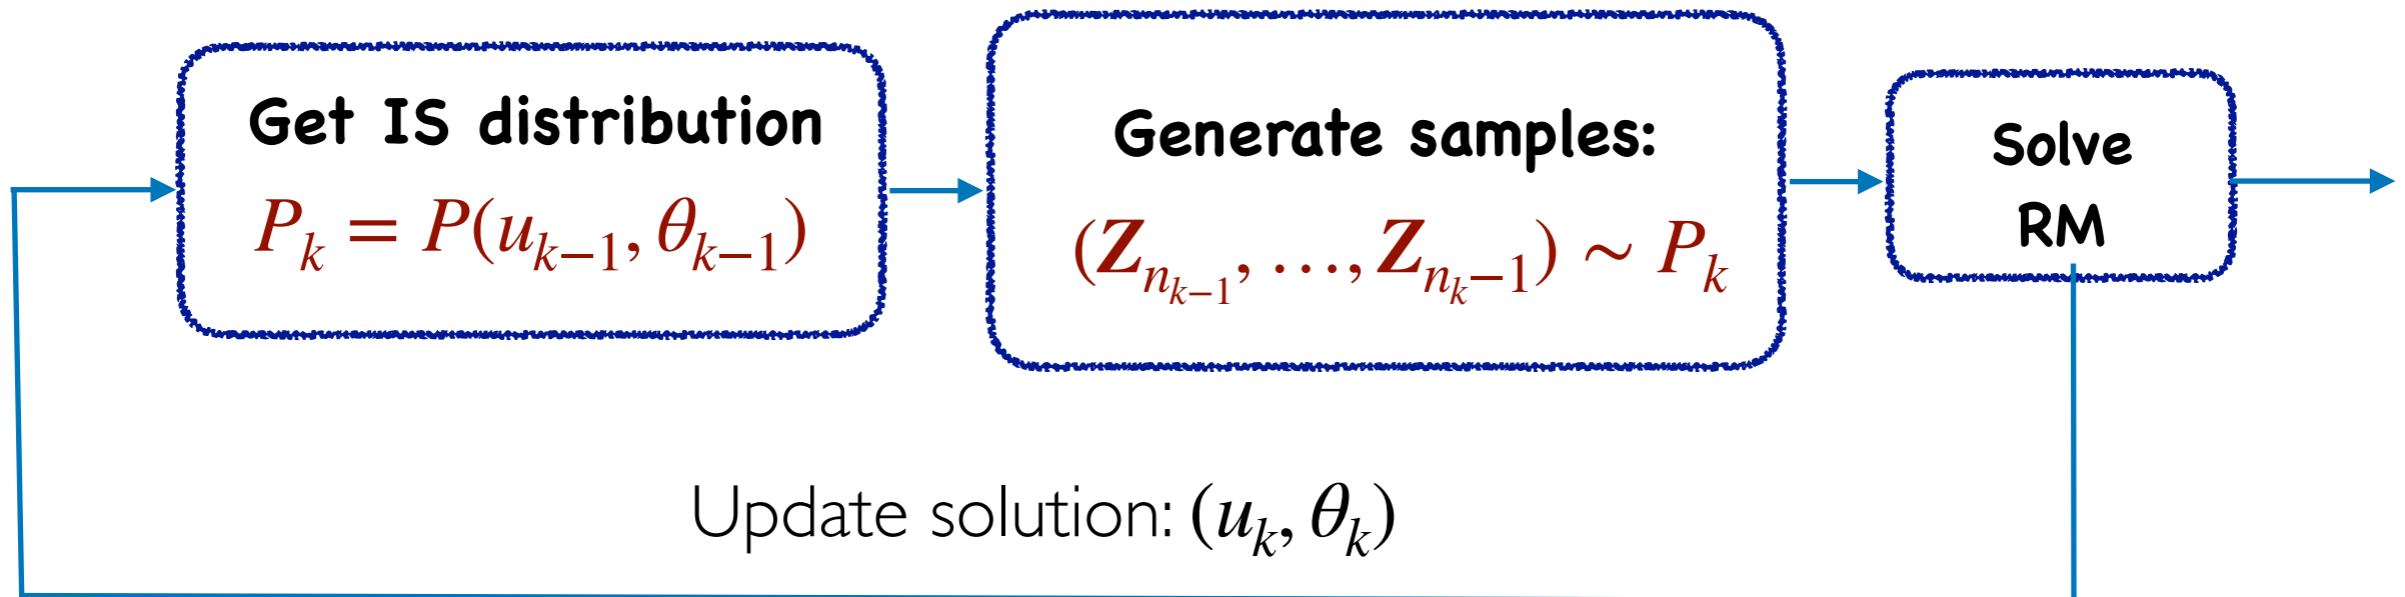 Get IS distribution
P_k = P(u_{k−1}, θ_{k−1})
Generate samples:
(Z_{n_{k−1}}, …, Z_{n_k−1}) ∼ P_k
Solve
RM
Update solution: (u_k, θ_k)